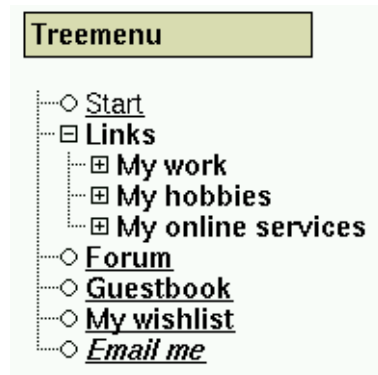 Treemenu
Start
Links
My work
My hobbies
My online services
Forum
Guestbook
My wishlist
Email me